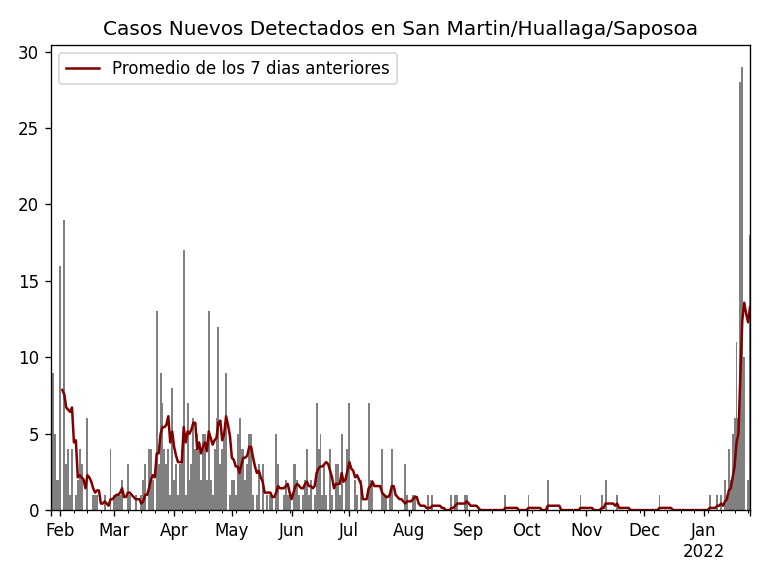 Casos Nuevos Detectados en San Martin/Huallaga/Saposoa
Promedio de los 7 dias anteriores
30
25
20
15
10
5
0
Feb Mar Apr May Jun Jul Aug Sep Oct Nov Dec Jan
2022